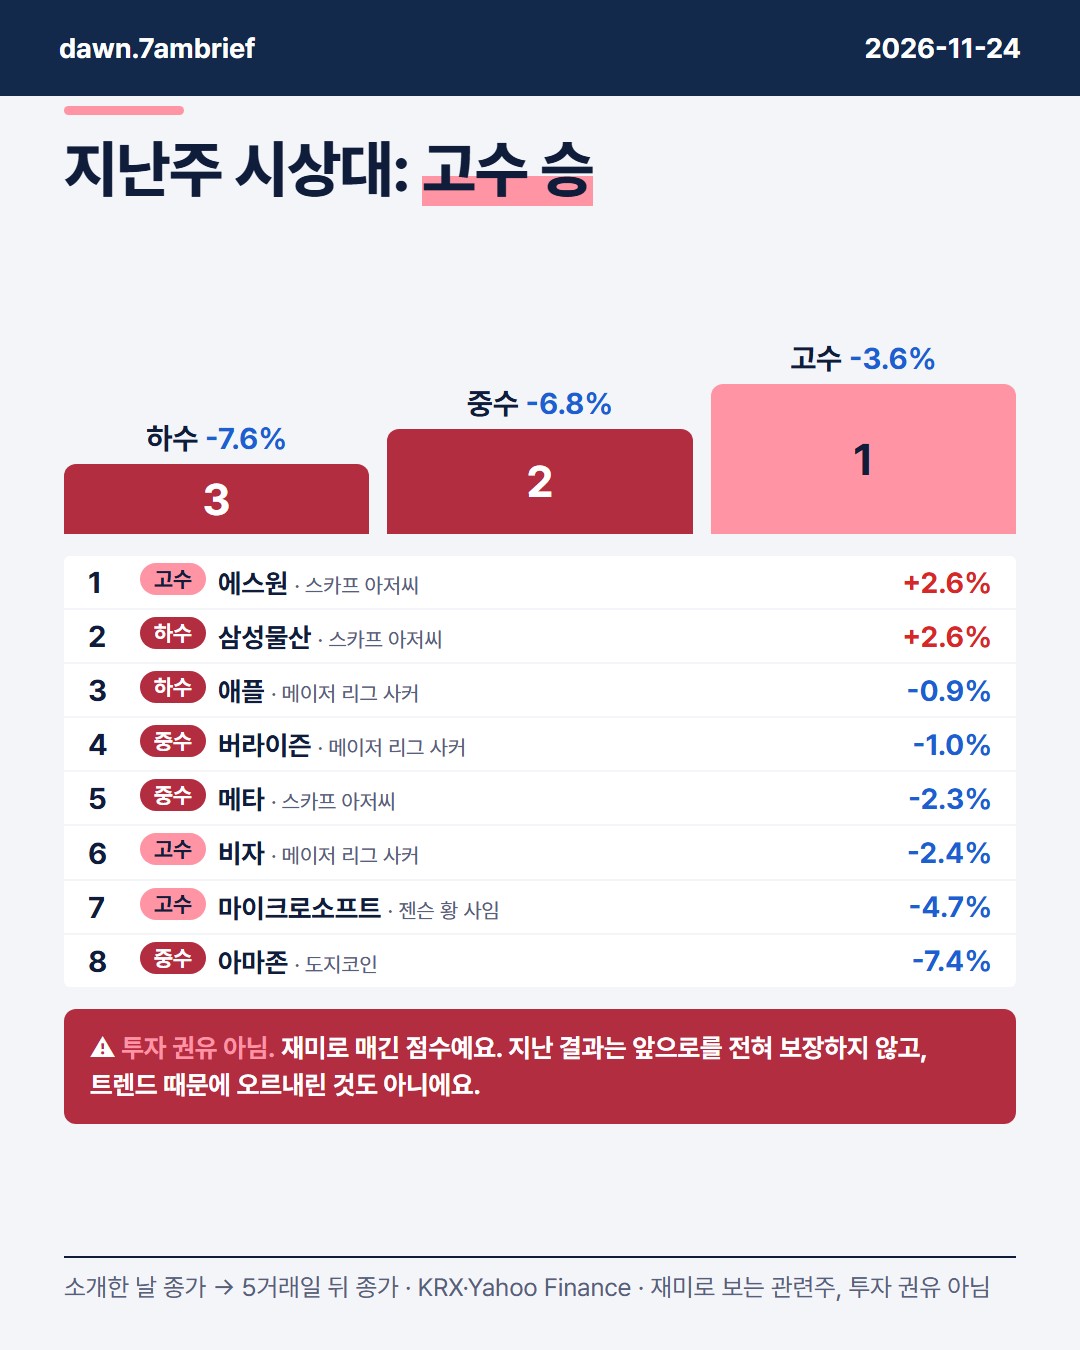 dawn.7ambrief
2026-11-24
지난주 시상대: 고수 승
고수 -3.6%
중수 -6.8%
하수 -7.6%
3
2
1
1 고수 에스원 · 스카프 아저씨 +2.6%
2 하수 삼성물산 · 스카프 아저씨 +2.6%
3 하수 애플 · 메이저 리그 사커 -0.9%
4 중수 버라이즌 · 메이저 리그 사커 -1.0%
5 중수 메타 · 스카프 아저씨 -2.3%
6 고수 비자 · 메이저 리그 사커 -2.4%
7 고수 마이크로소프트 · 젠슨 황 사임 -4.7%
8 중수 아마존 · 도지코인 -7.4%
⚠ 투자 권유 아님. 재미로 매긴 점수예요. 지난 결과는 앞으로를 전혀 보장하지 않고,
트렌드 때문에 오르내린 것도 아니에요.
소개한 날 종가 → 5거래일 뒤 종가 · KRX·Yahoo Finance · 재미로 보는 관련주, 투자 권유 아님